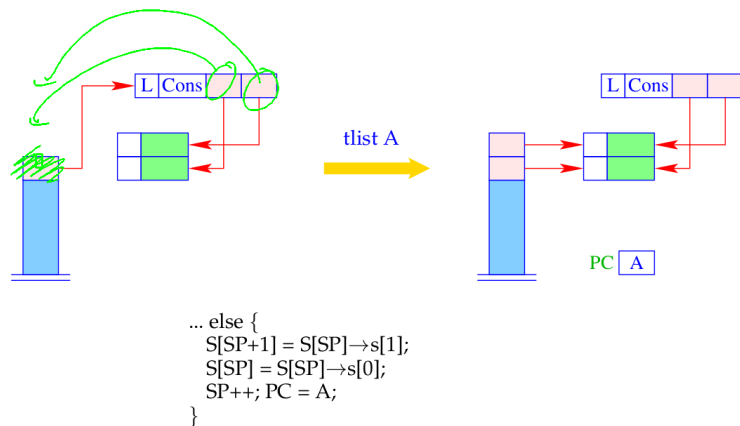 L Cons
L Cons
tlist A
PC A
... else {
S[SP+1] = S[SP]→s[1];
S[SP] = S[SP]→s[0];
SP++; PC = A;
}